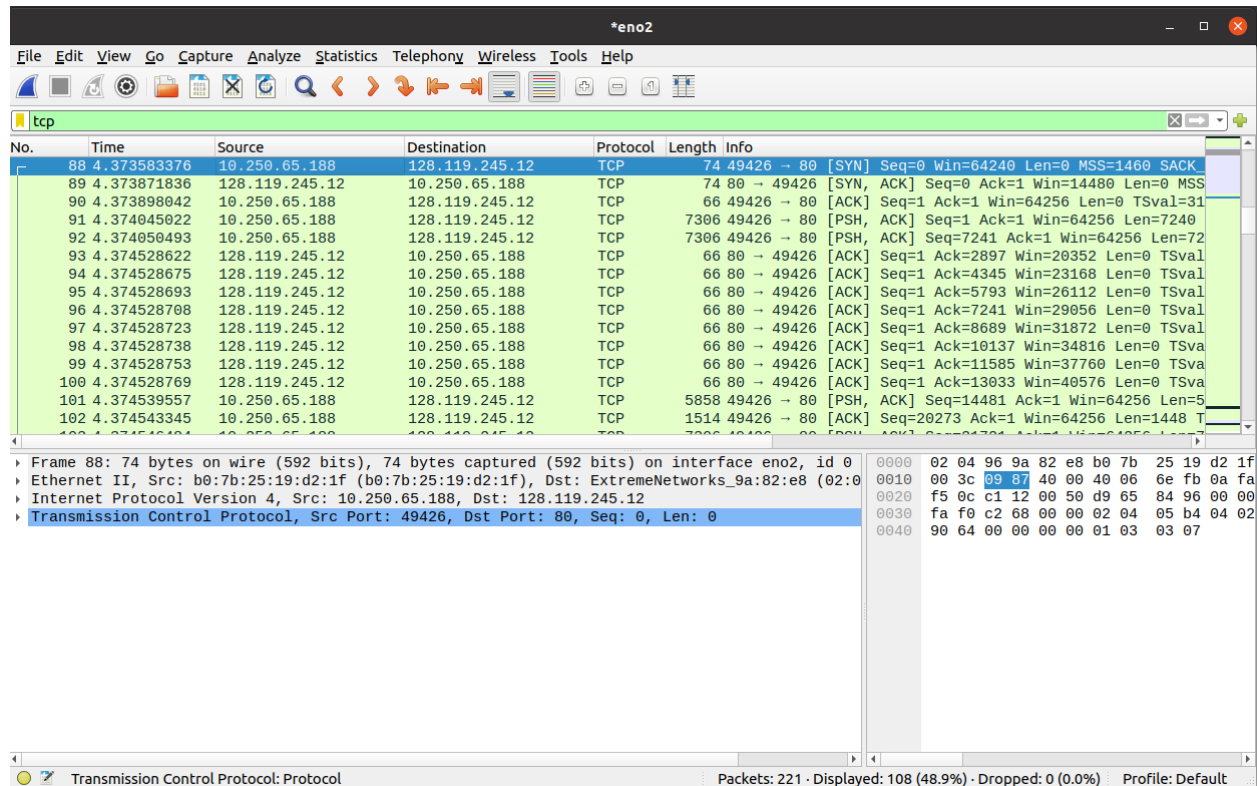 *eno2
File Edit View Go Capture Analyze Statistics Telephony Wireless Tools Help
tcp
No. Time Source Destination Protocol Length Info
88 4.373583376 10.250.65.188 128.119.245.12 TCP 74 49426 → 80 [SYN] Seq=0 Win=64240 Len=0 MSS=1460 SACK_
89 4.373871836 128.119.245.12 10.250.65.188 TCP 74 80 → 49426 [SYN, ACK] Seq=0 Ack=1 Win=14480 Len=0 MSS
90 4.373898042 10.250.65.188 128.119.245.12 TCP 66 49426 → 80 [ACK] Seq=1 Ack=1 Win=64256 Len=0 TSval=31
91 4.374045022 10.250.65.188 128.119.245.12 TCP 7306 49426 → 80 [PSH, ACK] Seq=1 Ack=1 Win=64256 Len=7240
92 4.374050493 10.250.65.188 128.119.245.12 TCP 7306 49426 → 80 [PSH, ACK] Seq=7241 Ack=1 Win=64256 Len=72
93 4.374528622 128.119.245.12 10.250.65.188 TCP 66 80 → 49426 [ACK] Seq=1 Ack=2897 Win=20352 Len=0 TSval
94 4.374528675 128.119.245.12 10.250.65.188 TCP 66 80 → 49426 [ACK] Seq=1 Ack=4345 Win=23168 Len=0 TSval
95 4.374528693 128.119.245.12 10.250.65.188 TCP 66 80 → 49426 [ACK] Seq=1 Ack=5793 Win=26112 Len=0 TSval
96 4.374528708 128.119.245.12 10.250.65.188 TCP 66 80 → 49426 [ACK] Seq=1 Ack=7241 Win=29056 Len=0 TSval
97 4.374528723 128.119.245.12 10.250.65.188 TCP 66 80 → 49426 [ACK] Seq=1 Ack=8689 Win=31872 Len=0 TSval
98 4.374528738 128.119.245.12 10.250.65.188 TCP 66 80 → 49426 [ACK] Seq=1 Ack=10137 Win=34816 Len=0 TSva
99 4.374528753 128.119.245.12 10.250.65.188 TCP 66 80 → 49426 [ACK] Seq=1 Ack=11585 Win=37760 Len=0 TSva
100 4.374528769 128.119.245.12 10.250.65.188 TCP 66 80 → 49426 [ACK] Seq=1 Ack=13033 Win=40576 Len=0 TSva
101 4.374539557 10.250.65.188 128.119.245.12 TCP 5858 49426 → 80 [PSH, ACK] Seq=14481 Ack=1 Win=64256 Len=5
102 4.374543345 10.250.65.188 128.119.245.12 TCP 1514 49426 → 80 [ACK] Seq=20273 Ack=1 Win=64256 Len=1448 T
Frame 88: 74 bytes on wire (592 bits), 74 bytes captured (592 bits) on interface eno2, id 0
Ethernet II, Src: b0:7b:25:19:d2:1f (b0:7b:25:19:d2:1f), Dst: ExtremeNetworks_9a:82:e8 (02:0
Internet Protocol Version 4, Src: 10.250.65.188, Dst: 128.119.245.12
Transmission Control Protocol, Src Port: 49426, Dst Port: 80, Seq: 0, Len: 0
0000 02 04 96 9a 82 e8 b0 7b 25 19 d2 1f
0010 00 3c 09 87 40 00 40 06 6e fb 0a fa
0020 f5 0c c1 12 00 50 d9 65 84 96 00 00
0030 fa f0 c2 68 00 00 02 04 05 b4 04 02
0040 90 64 00 00 00 00 01 03 03 07
Transmission Control Protocol: Protocol Packets: 221 · Displayed: 108 (48.9%) · Dropped: 0 (0.0%) Profile: Default